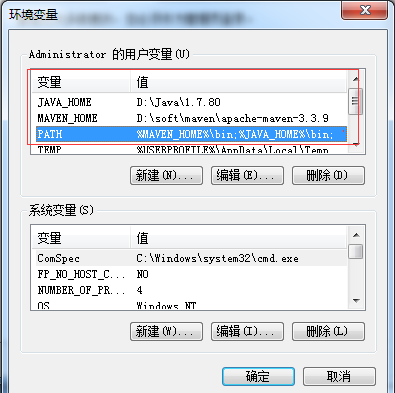 环境变量
Administrator 的用户变量(U)
变量 值
JAVA_HOME D:\Java\1.7.80
MAVEN_HOME D:\soft\maven\apache-maven-3.3.9
PATH %MAVEN_HOME%\bin;%JAVA_HOME%\bin;
TEMP %USERPROFILE%\AppData\Local\Temp
新建(N)... 编辑(E)... 删除(D)
系统变量(S)
变量 值
ComSpec C:\Windows\system32\cmd.exe
FP_NO_HOST_C... NO
NUMBER_OF_PR... 4
OS Windows_NT
新建(W)... 编辑(I)... 删除(L)
确定 取消